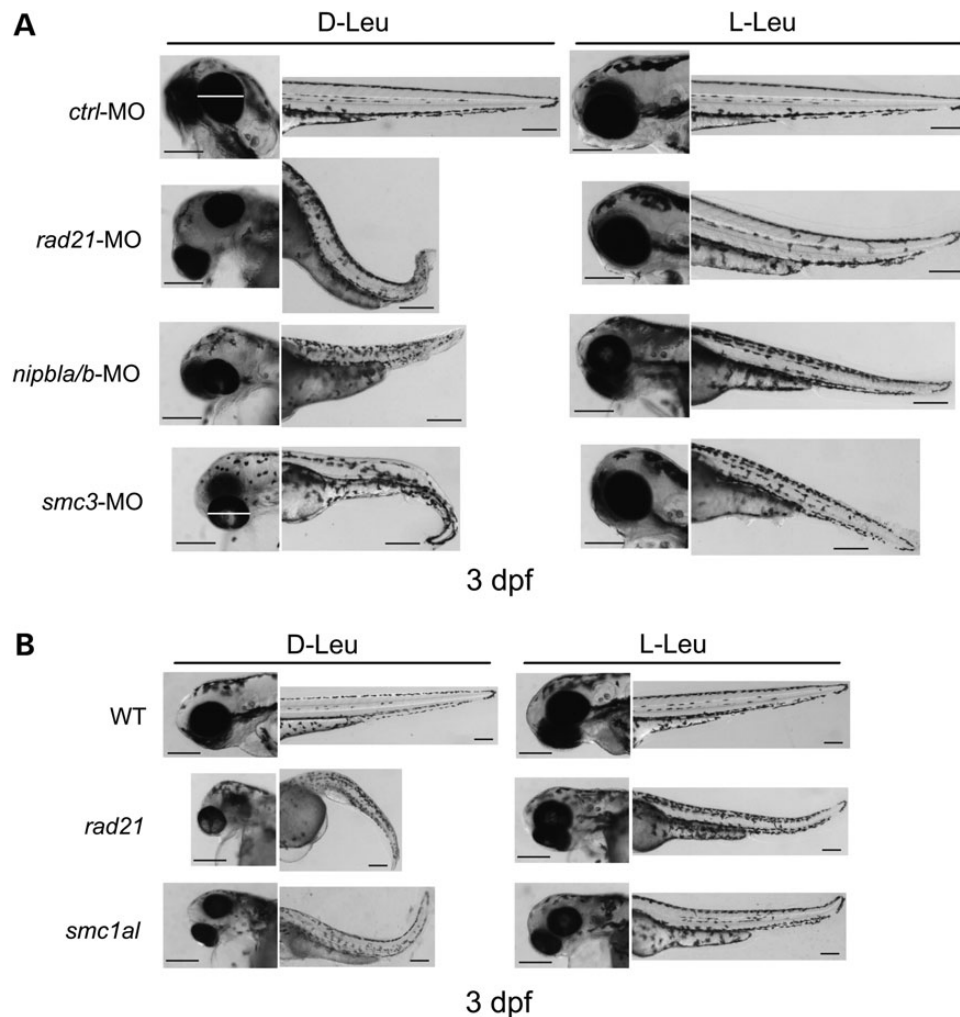 A
D-Leu L-Leu
ctrl-MO
rad21-MO
nipbla/b-MO
smc3-MO
3 dpf
B
D-Leu L-Leu
WT
rad21
smc1al
3 dpf